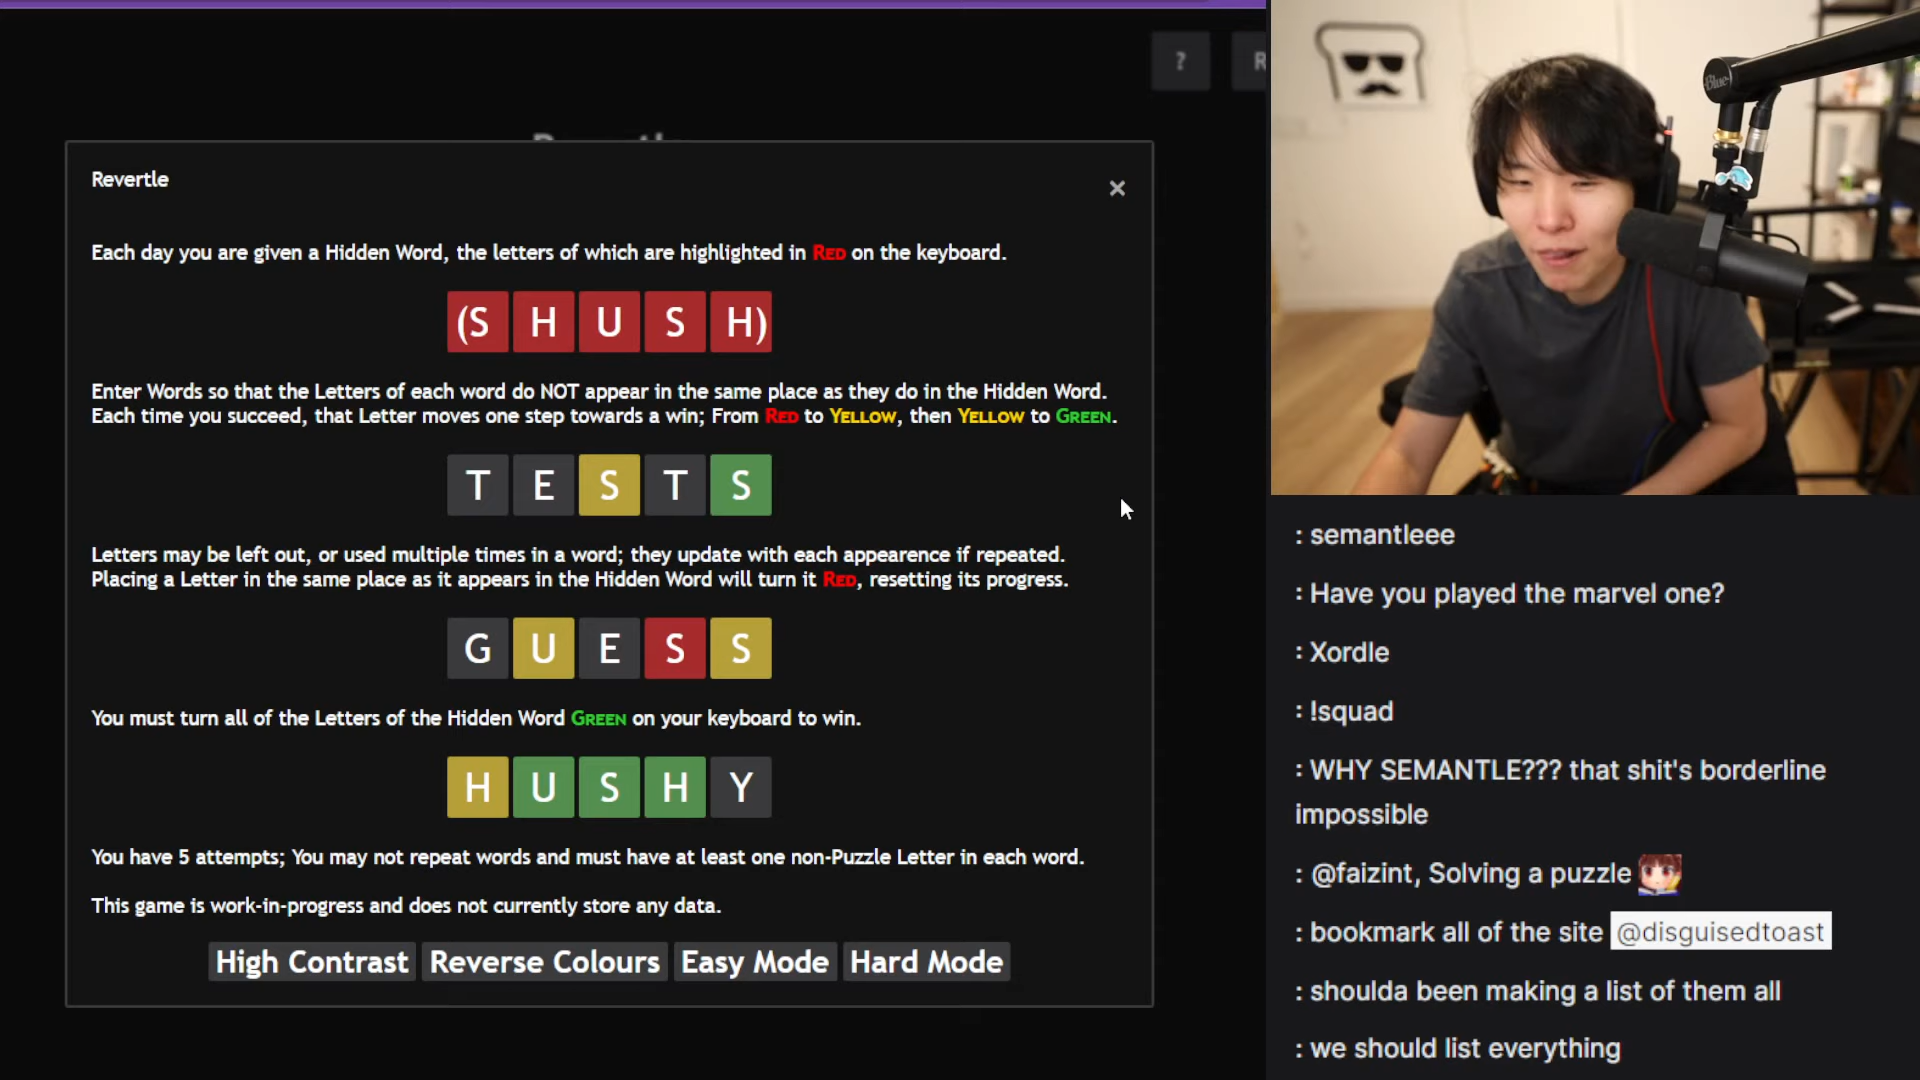 ?
Revertle
×
Each day you are given a Hidden Word, the letters of which are highlighted in RED on the keyboard.
(S H U S H)
Enter Words so that the Letters of each word do NOT appear in the same place as they do in the Hidden Word.
Each time you succeed, that Letter moves one step towards a win; From RED to YELLOW, then YELLOW to GREEN.
T E S T S
Letters may be left out, or used multiple times in a word; they update with each appearence if repeated.
Placing a Letter in the same place as it appears in the Hidden Word will turn it RED, resetting its progress.
G U E S S
You must turn all of the Letters of the Hidden Word GREEN on your keyboard to win.
H U S H Y
You have 5 attempts; You may not repeat words and must have at least one non-Puzzle Letter in each word.
This game is work-in-progress and does not currently store any data.
High Contrast Reverse Colours Easy Mode Hard Mode
Blue
: semantleee
: Have you played the marvel one?
: Xordle
: !squad
: WHY SEMANTLE??? that shit's borderline
impossible
: @faizint, Solving a puzzle
: bookmark all of the site @disguisedtoast
: shoulda been making a list of them all
: we should list everything